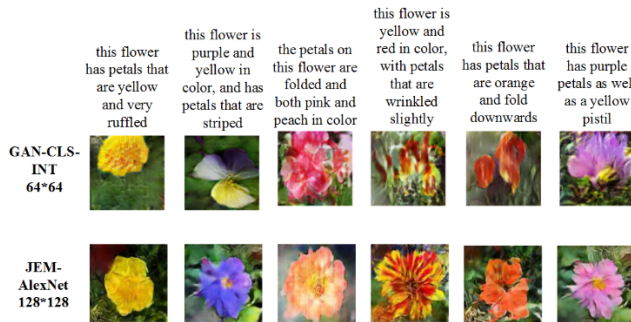 this flower
has petals that
are yellow
and very
ruffled
this flower is
purple and
yellow in
color, and has
petals that are
striped
the petals on
this flower are
folded and
both pink and
peach in color
this flower is
yellow and
red in color,
with petals
that are
wrinkled
slightly
this flower
has petals that
are orange
and fold
downwards
this flower
has purple
petals as well
as a yellow
pistil
GAN-CLS-
INT
64*64
JEM-
AlexNet
128*128